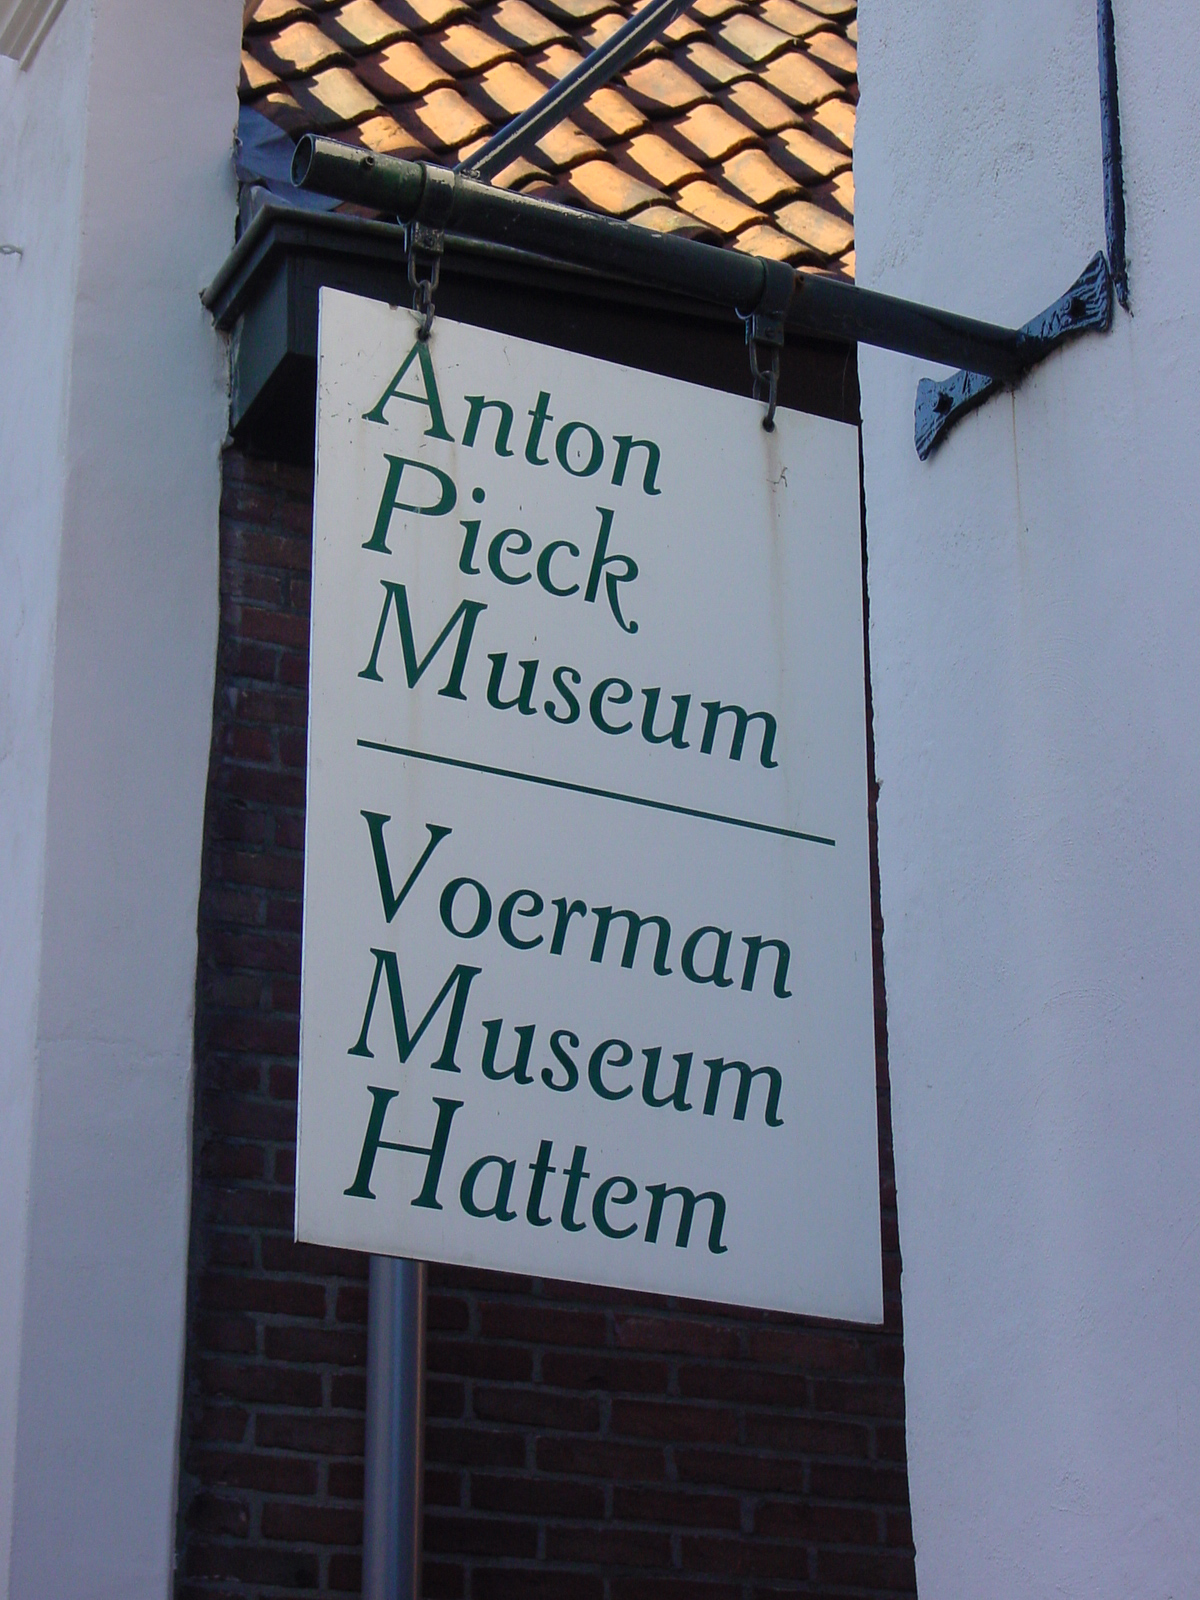 Anton
Pieck
Museum
Voerman
Museum
Hattem